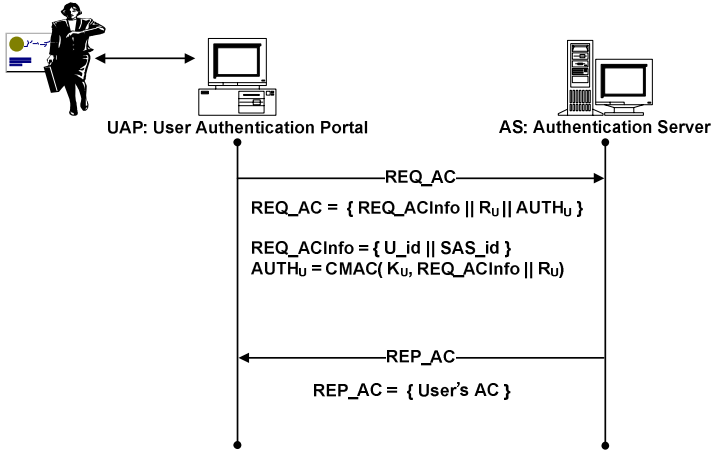 UAP: User Authentication Portal
AS: Authentication Server
REQ_AC
REQ_AC = { REQ_ACInfo || RU || AUTHU }
REQ_ACInfo = { U_id || SAS_id }
AUTHU = CMAC( KU, REQ_ACInfo || RU)
REP_AC
REP_AC = { User’s AC }